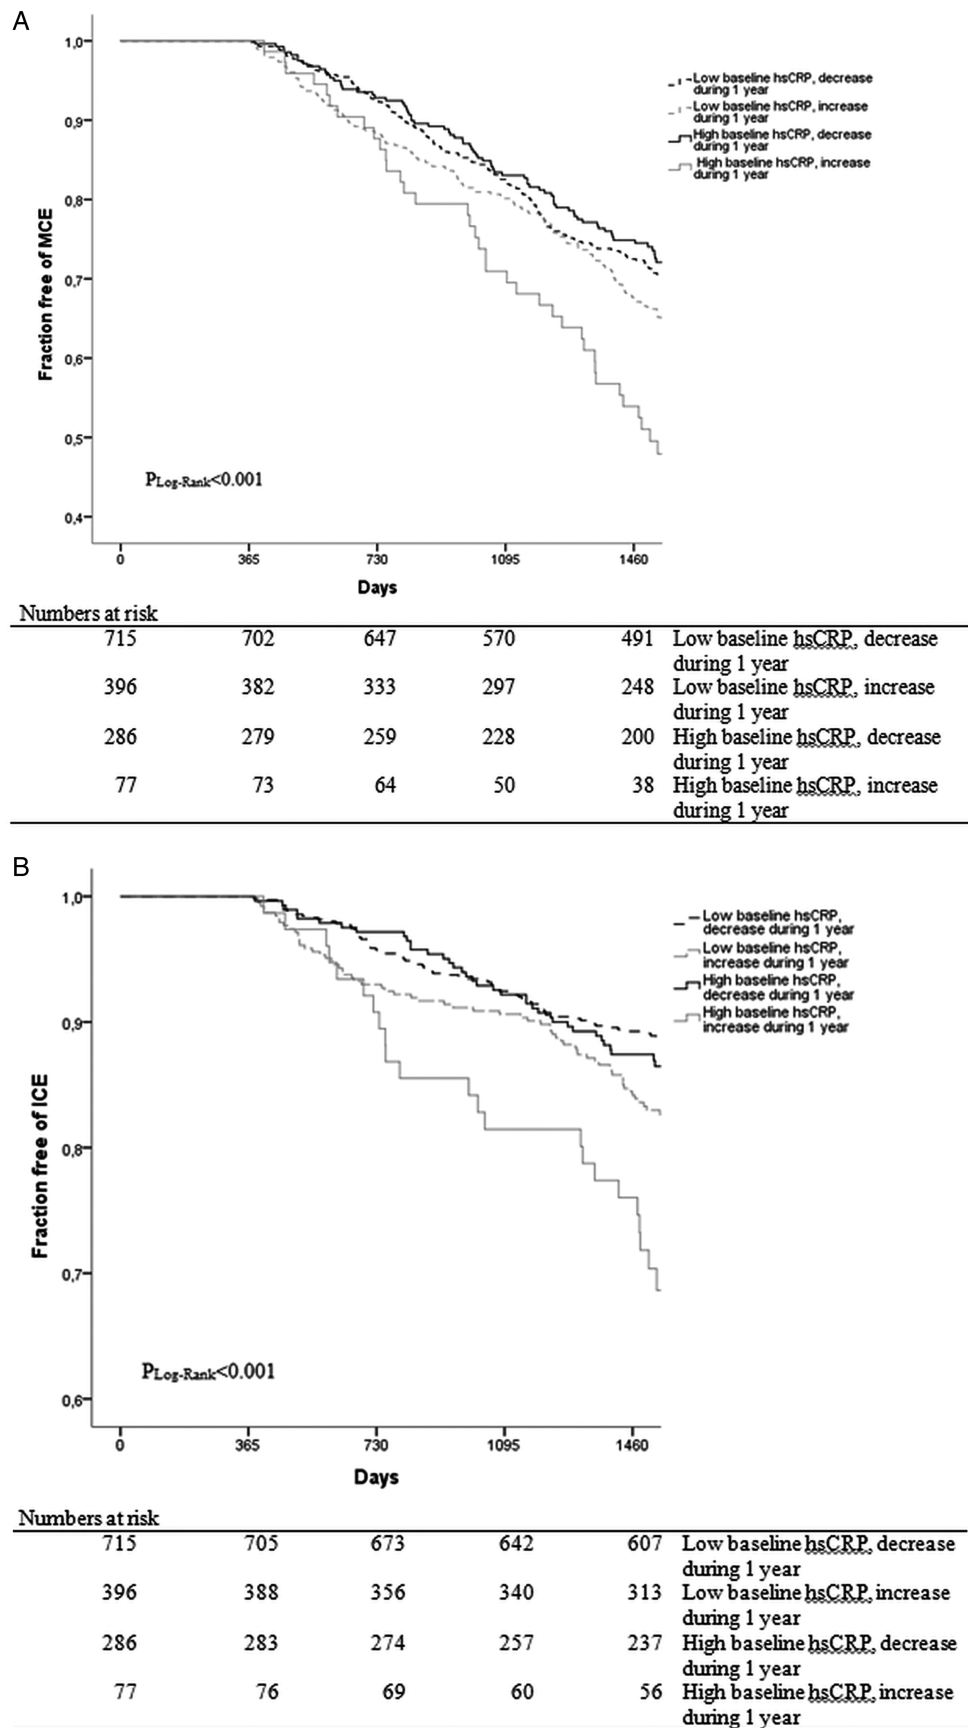 A
1,0
0,9
0,8
0,7
0,6
0,5
0,4
Fraction free of MCE
Low baseline hsCRP, decrease
during 1 year
Low baseline hsCRP, increase
during 1 year
High baseline hsCRP, decrease
during 1 year
High baseline hsCRP, increase
during 1 year
PLog-Rank<0.001
0 365 730 1095 1460
Days
Numbers at risk
715 702 647 570 491 Low baseline hsCRP, decrease
during 1 year
396 382 333 297 248 Low baseline hsCRP, increase
during 1 year
286 279 259 228 200 High baseline hsCRP, decrease
during 1 year
77 73 64 50 38 High baseline hsCRP, increase
during 1 year
B
1,0
0,9
0,8
0,7
0,6
Fraction free of ICE
Low baseline hsCRP,
decrease during 1 year
Low baseline hsCRP,
increase during 1 year
High baseline hsCRP,
decrease during 1 year
High baseline hsCRP,
increase during 1 year
PLog-Rank<0.001
0 365 730 1095 1460
Days
Numbers at risk
715 705 673 642 607 Low baseline hsCRP, decrease
during 1 year
396 388 356 340 313 Low baseline hsCRP, increase
during 1 year
286 283 274 257 237 High baseline hsCRP, decrease
during 1 year
77 76 69 60 56 High baseline hsCRP, increase
during 1 year